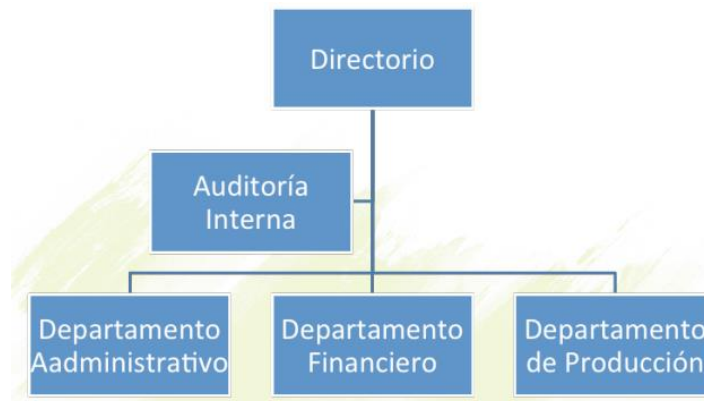 Directorio
Auditoría
Interna
Departamento
Aadministrativo
Departamento
Financiero
Departamento
de Producción